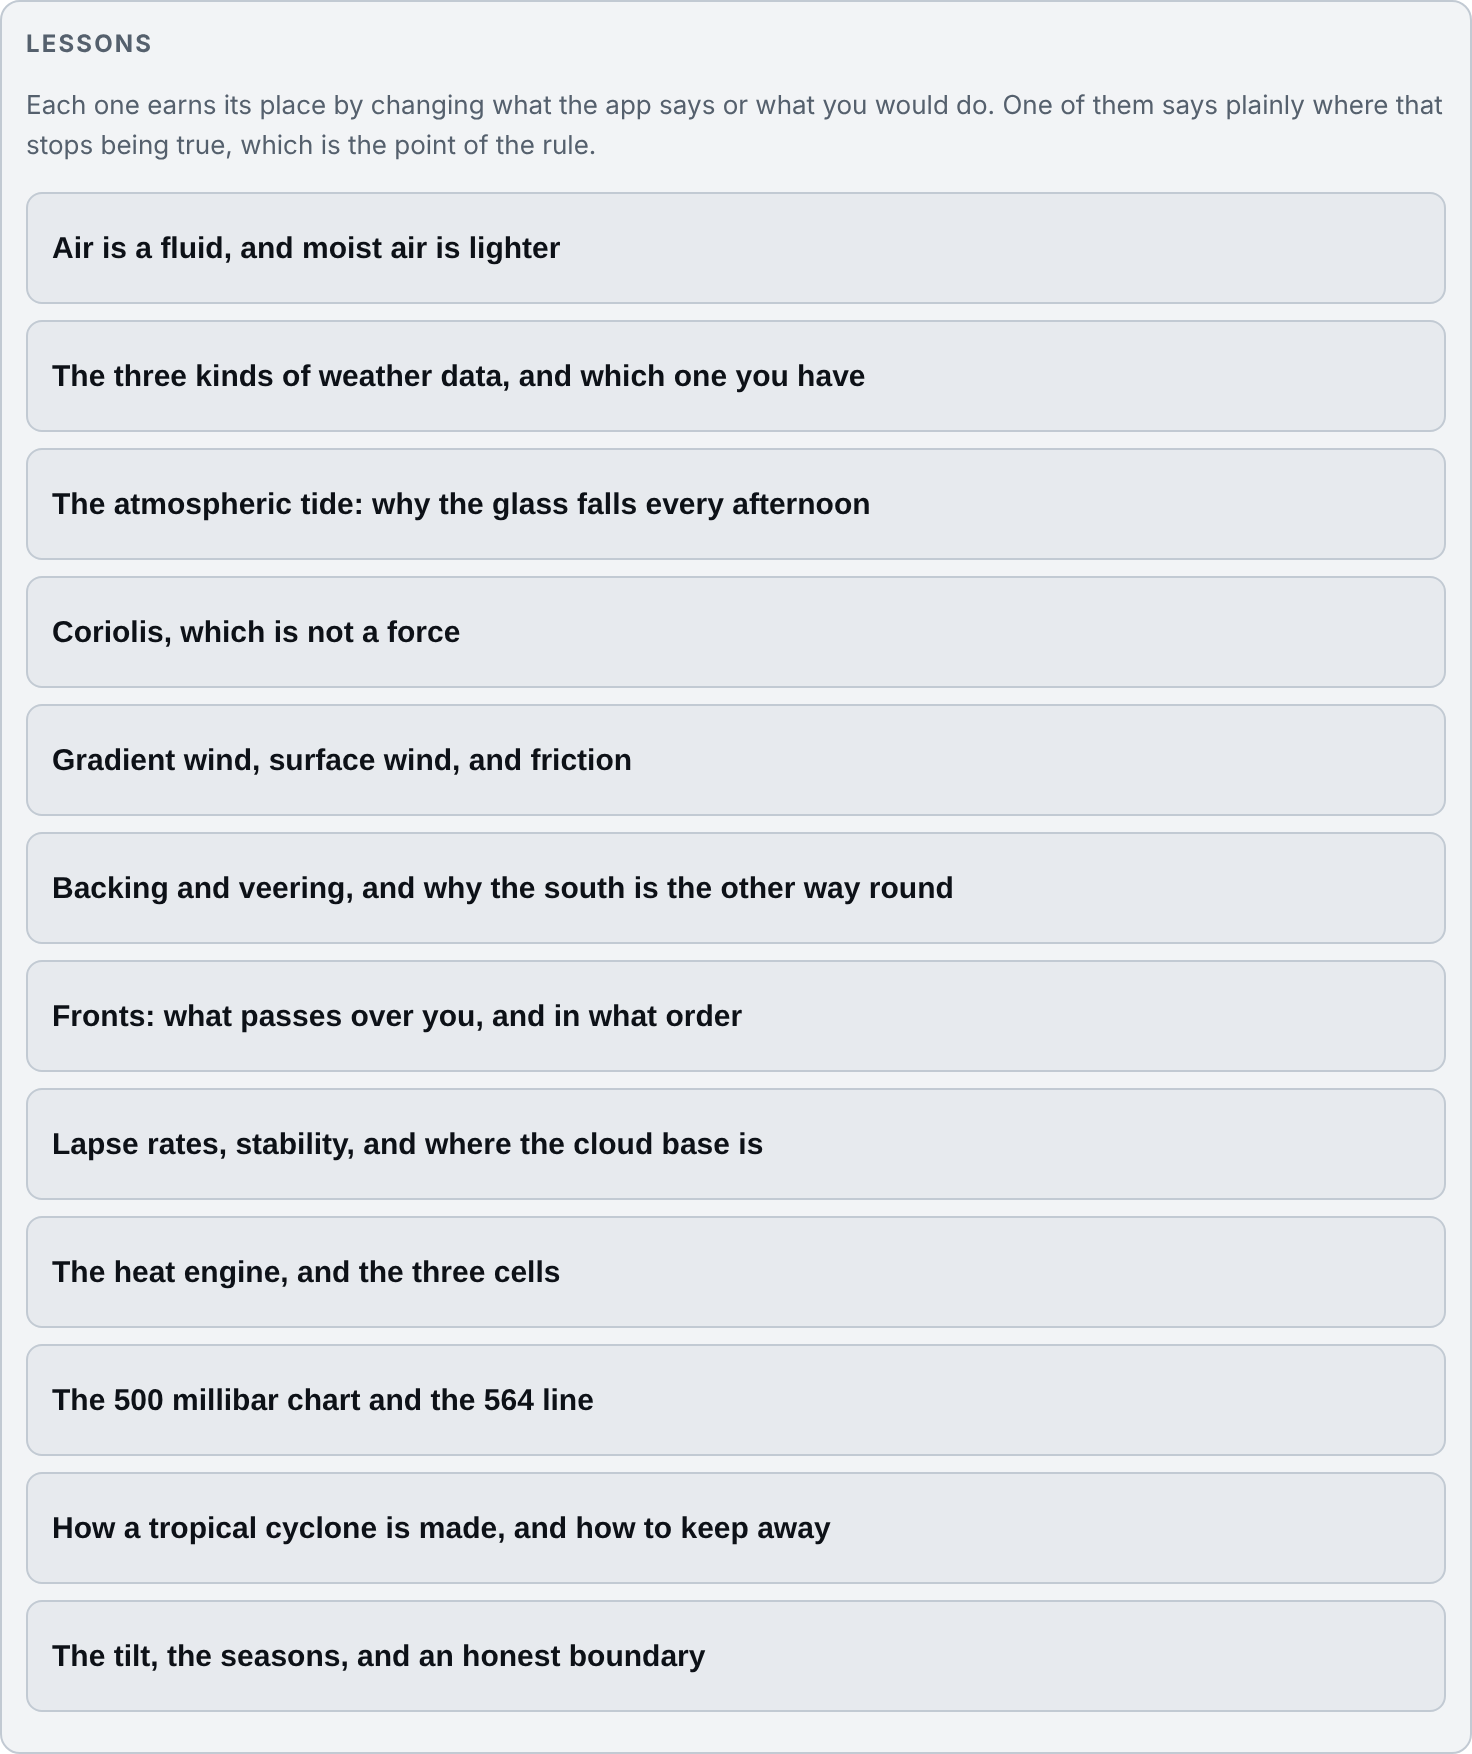 LESSONS
Each one earns its place by changing what the app says or what you would do. One of them says plainly where that
stops being true, which is the point of the rule.
Air is a fluid, and moist air is lighter
The three kinds of weather data, and which one you have
The atmospheric tide: why the glass falls every afternoon
Coriolis, which is not a force
Gradient wind, surface wind, and friction
Backing and veering, and why the south is the other way round
Fronts: what passes over you, and in what order
Lapse rates, stability, and where the cloud base is
The heat engine, and the three cells
The 500 millibar chart and the 564 line
How a tropical cyclone is made, and how to keep away
The tilt, the seasons, and an honest boundary